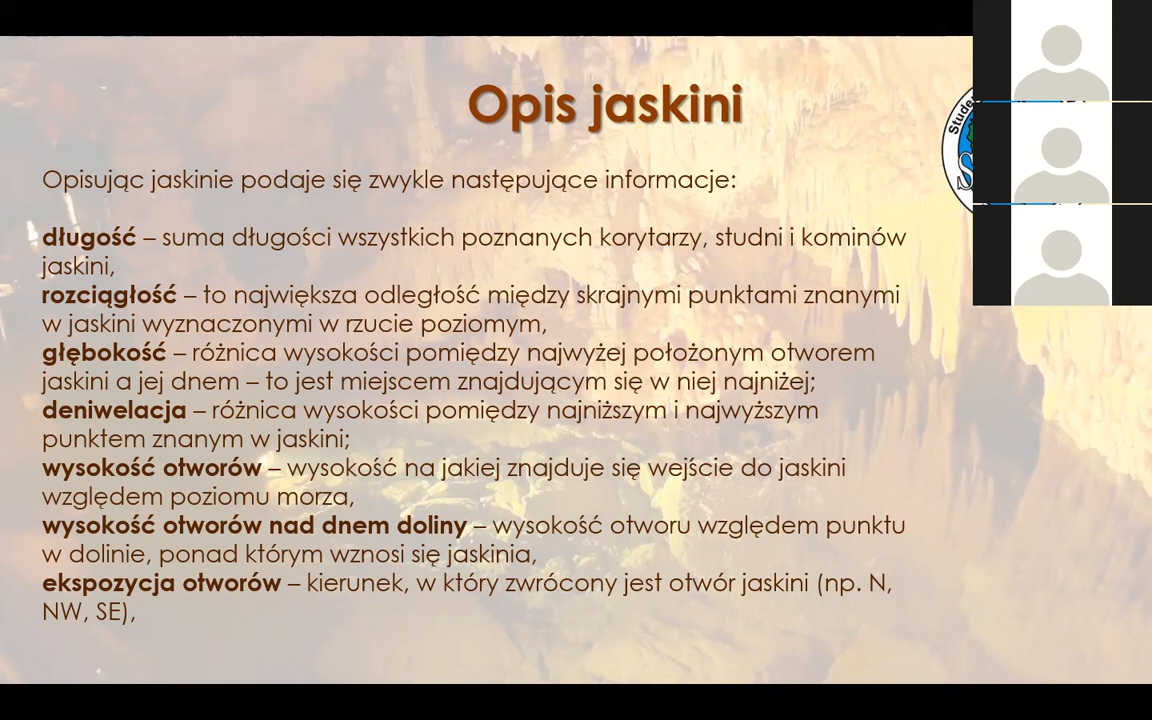 Opis jaskini
Stude
Opisując jaskinie podaje się zwykle następujące informacje:
długość – suma długości wszystkich poznanych korytarzy, studni i kominów
jaskini,
rozciągłość – to największa odległość między skrajnymi punktami znanymi
w jaskini wyznaczonymi w rzucie poziomym,
głębokość – różnica wysokości pomiędzy najwyżej położonym otworem
jaskini a jej dnem – to jest miejscem znajdującym się w niej najniżej;
deniwelacja – różnica wysokości pomiędzy najniższym i najwyższym
punktem znanym w jaskini;
wysokość otworów – wysokość na jakiej znajduje się wejście do jaskini
względem poziomu morza,
wysokość otworów nad dnem doliny – wysokość otworu względem punktu
w dolinie, ponad którym wznosi się jaskinia,
ekspozycja otworów – kierunek, w który zwrócony jest otwór jaskini (np. N,
NW, SE),